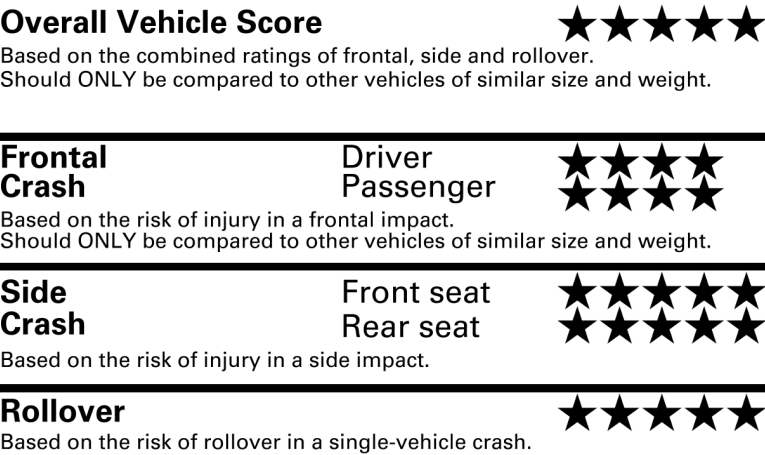 Overall Vehicle Score ★★★★★
Based on the combined ratings of frontal, side and rollover.
Should ONLY be compared to other vehicles of similar size and weight.
Frontal Driver ★★★★
Crash Passenger ★★★★
Based on the risk of injury in a frontal impact.
Should ONLY be compared to other vehicles of similar size and weight.
Side Front seat ★★★★★
Crash Rear seat ★★★★★
Based on the risk of injury in a side impact.
Rollover ★★★★★
Based on the risk of rollover in a single-vehicle crash.